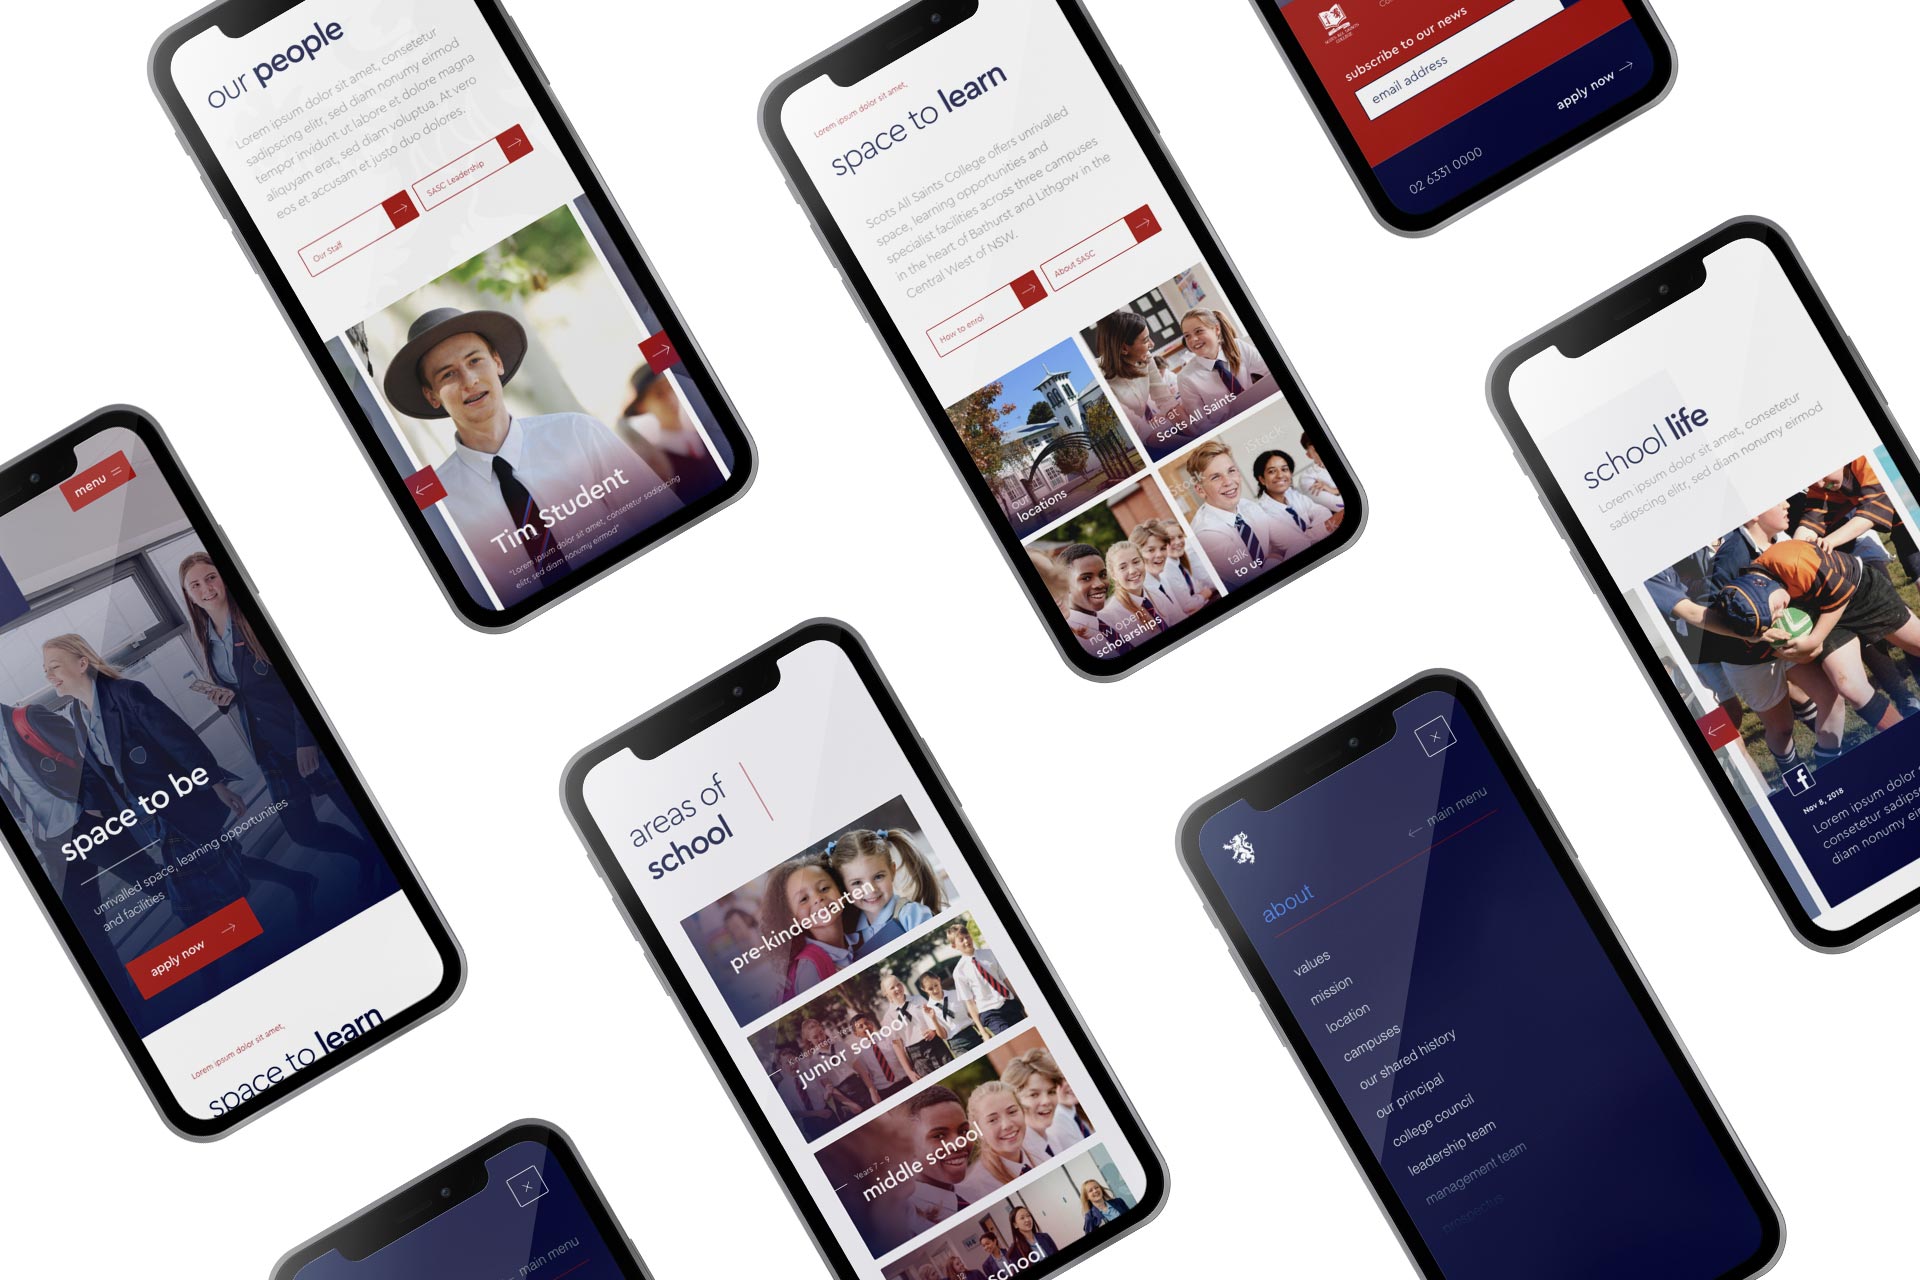 our people
Lorem ipsum dolor sit amet, consetetur
sadipscing elitr, sed diam nonumy eirmod
tempor invidunt ut labore et dolore magna
aliquyam erat, sed diam voluptua. At vero
eos et accusam et justo duo dolores.
Our Staff
SASC Leadership
Tim Student
"Lorem ipsum dolor sit amet, consetetur sadipscing
elitr, sed diam nonumy eirmod"
Lorem ipsum dolor sit amet,
space to learn
Scots All Saints College offers unrivalled
space, learning opportunities and
specialist facilities across three campuses
in the heart of Bathurst and Lithgow in the
Central West of NSW.
How to enrol
About SASC
our
locations
life at
Scots All Saints
iStock
iStock
now open:
scholarships
talk
to us
SCOTS ALL SAINTS
COLLEGE
subscribe to our news
email address
apply now
02 6331 0000
menu
space to be
unrivalled space, learning opportunities
and facilities
apply now
Lorem ipsum dolor sit amet,
space to learn
areas of
school
pre-kindergarten
junior school
Years 7 – 9
middle school
school
main menu
about
values
mission
location
campuses
our shared history
our principal
college council
leadership team
management team
prospectus
school life
Lorem ipsum dolor sit amet, consetetur
sadipscing elitr, sed diam nonumy eirmod
f
Nov 8, 2018
Lorem ipsum dolor
consetetur sadipsc
diam nonumy eirmo
main menu